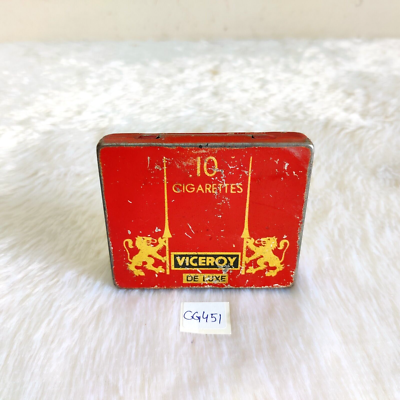 10
CIGARETTES
VICEROY
DE LUXE
CG451